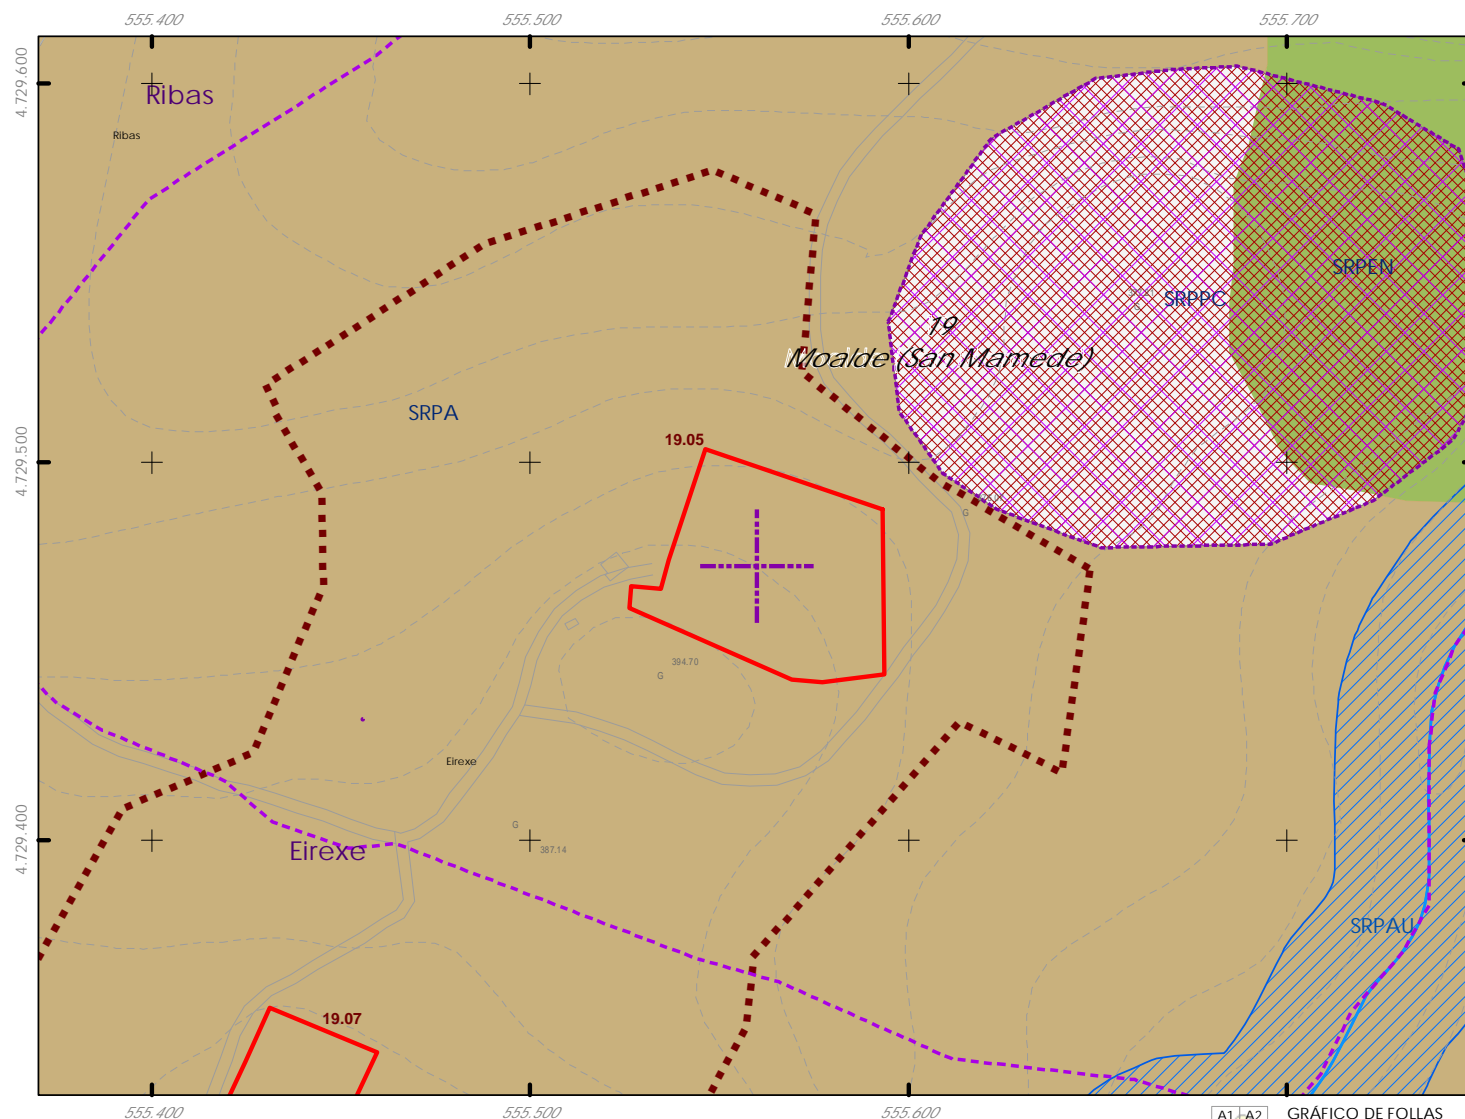 555.400 555.500 555.600 555.700
4.729.600
Ribas
Ribas
SRPEN
SRPPC
19
Moalde (San Mamede)
SRPA
19.05
4.729.500
G
394.70
G
Eirexe
G
4.729.400
Eirexe
387.14
SRPAU
19.07
555.400 555.500 555.600
A1 A2 GRÁFICO DE FOLLAS